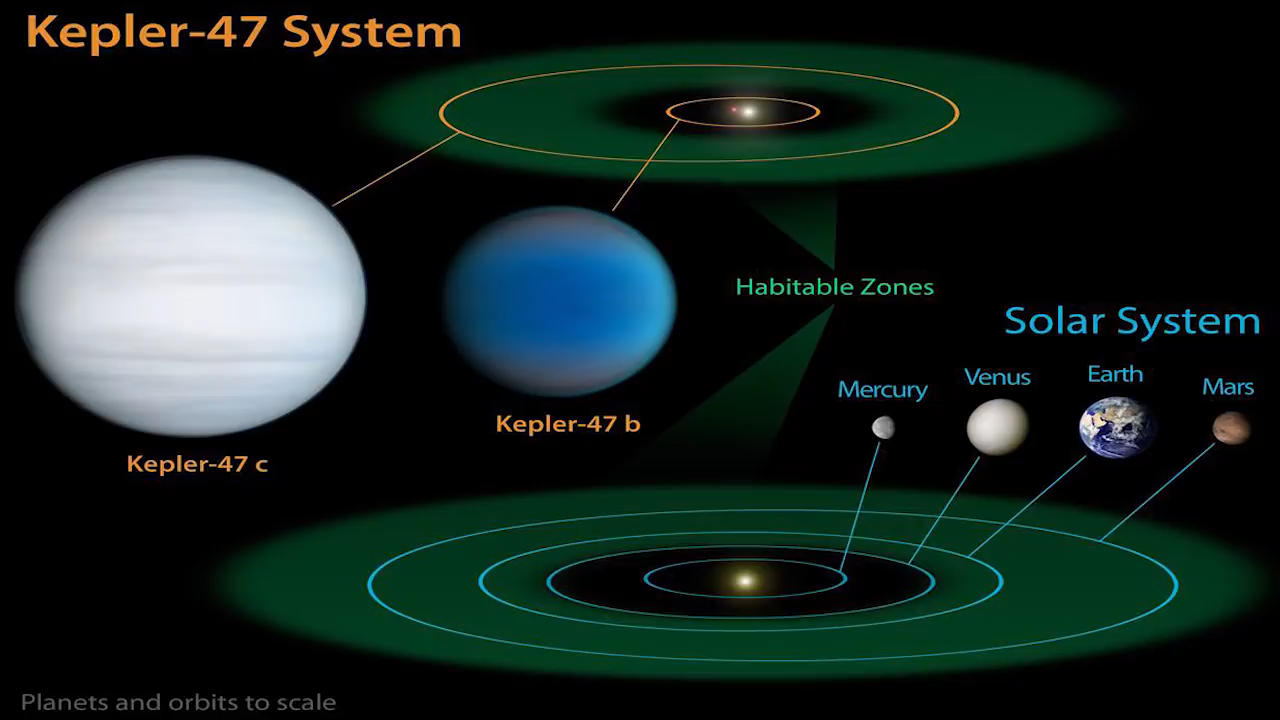 Kepler-47 System
Habitable Zones
Solar System
Mercury
Venus
Earth
Mars
Kepler-47 b
Kepler-47 c
Planets and orbits to scale